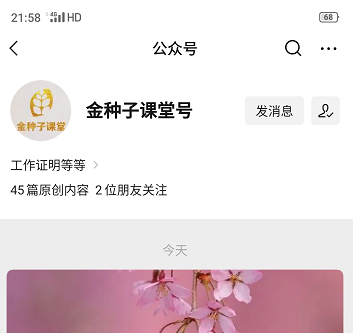 21:58 4G HD 68
公众号
金种子课堂
金种子课堂号
发消息
工作证明等等
45篇原创内容 2位朋友关注
今天